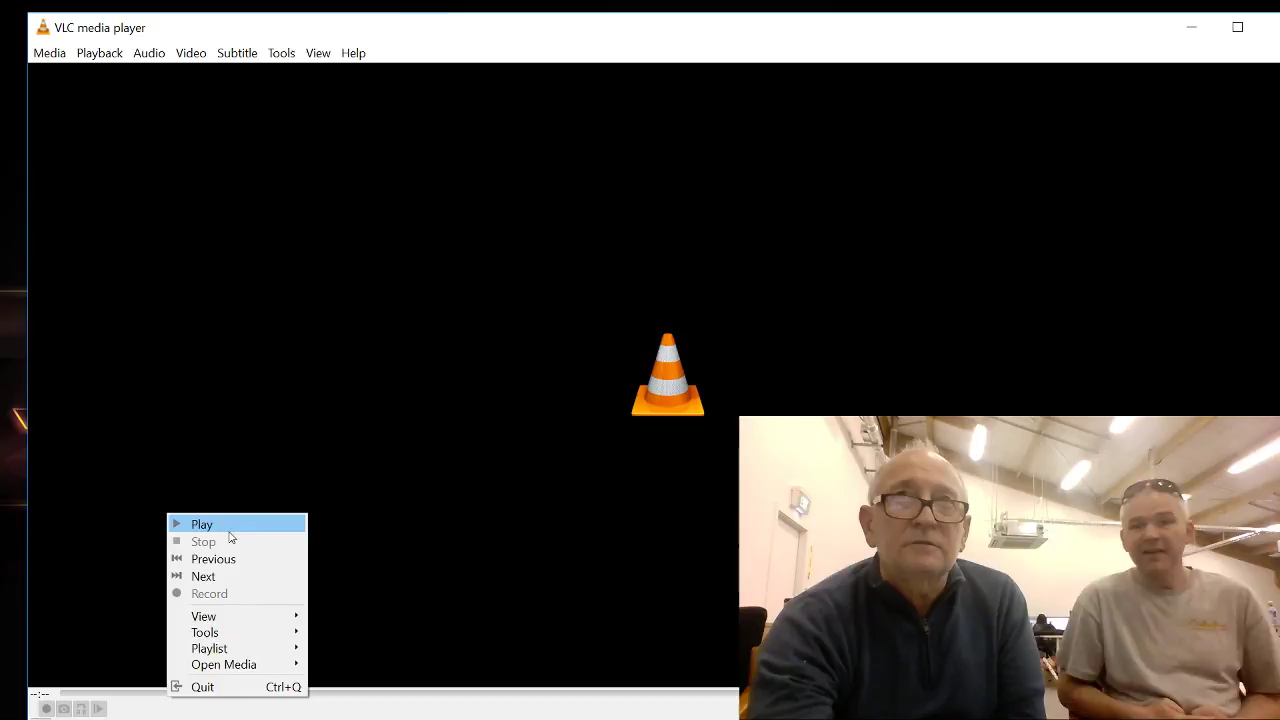 VLC media player
Media Playback Audio Video Subtitle Tools View Help
Play
Stop
Previous
Next
Record
View
Tools
Playlist
Open Media
Quit Ctrl+Q
--:--